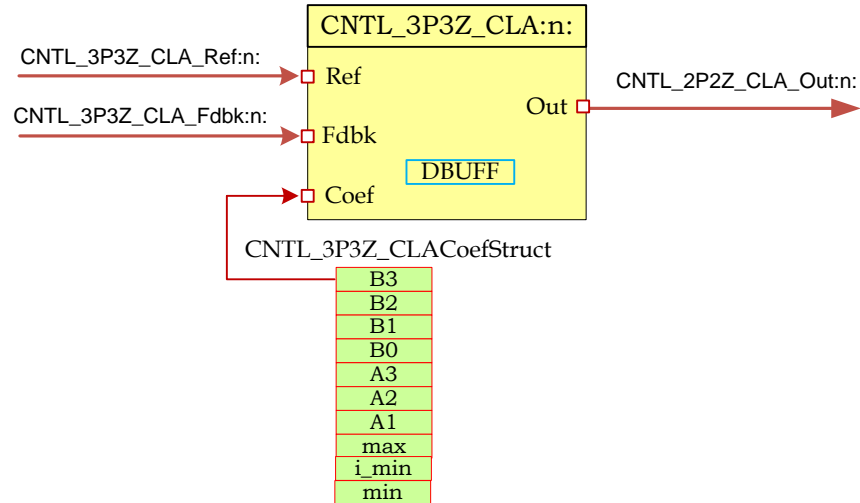 CNTL_3P3Z_CLA:n:
CNTL_3P3Z_CLA_Ref:n:
Ref
CNTL_2P2Z_CLA_Out:n:
Out
CNTL_3P3Z_CLA_Fdbk:n:
Fdbk
DBUFF
Coef
CNTL_3P3Z_CLACoefStruct
B3
B2
B1
B0
A3
A2
A1
max
i_min
min